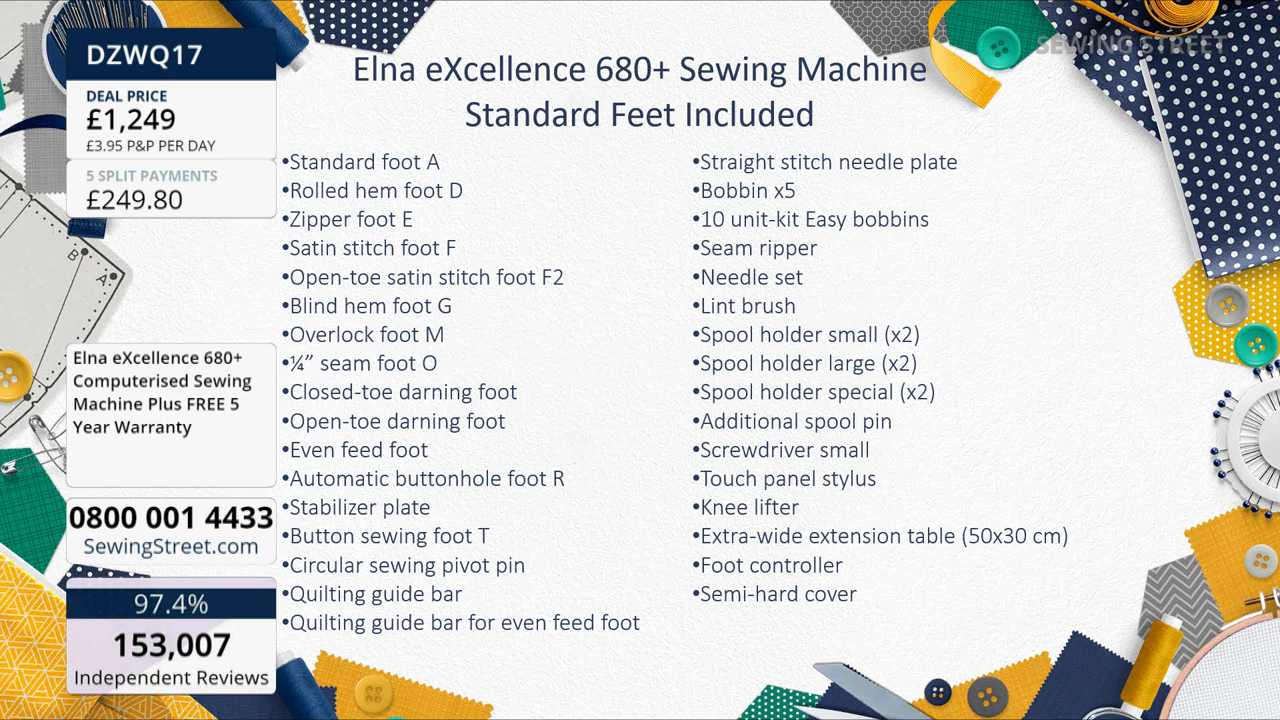 DZWQ17
DEAL PRICE
£1,249
£3.95 P&P PER DAY
5 SPLIT PAYMENTS
£249.80
Elna eXcellence 680+
Computerised Sewing
Machine Plus FREE 5
Year Warranty
0800 001 4433
SewingStreet.com
97.4%
153,007
Independent Reviews
SEWING STREET
Elna eXcellence 680+ Sewing Machine
Standard Feet Included
•Standard foot A
•Rolled hem foot D
•Zipper foot E
•Satin stitch foot F
•Open-toe satin stitch foot F2
•Blind hem foot G
•Overlock foot M
•¼” seam foot O
•Closed-toe darning foot
•Open-toe darning foot
•Even feed foot
•Automatic buttonhole foot R
•Stabilizer plate
•Button sewing foot T
•Circular sewing pivot pin
•Quilting guide bar
•Quilting guide bar for even feed foot
•Straight stitch needle plate
•Bobbin x5
•10 unit-kit Easy bobbins
•Seam ripper
•Needle set
•Lint brush
•Spool holder small (x2)
•Spool holder large (x2)
•Spool holder special (x2)
•Additional spool pin
•Screwdriver small
•Touch panel stylus
•Knee lifter
•Extra-wide extension table (50x30 cm)
•Foot controller
•Semi-hard cover
B
A